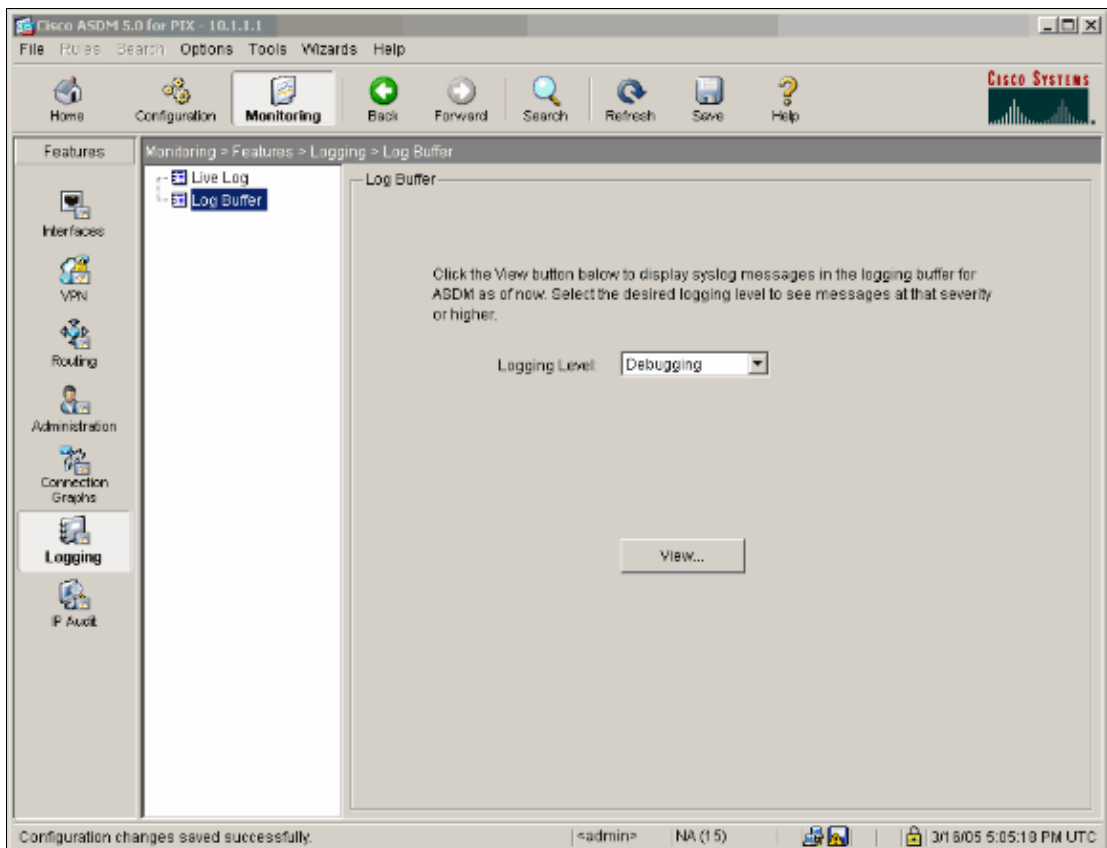 Cisco ASDM 5.0 for PIX - 10.1.1.1
File Rules Search Options Tools Wizards Help
Home Configuration Monitoring Back Forward Search Refresh Save Help
CISCO SYSTEMS
Features
Monitoring > Features > Logging > Log Buffer
Live Log
Log Buffer
Log Buffer
Interfaces
VPN
Routing
Administration
Connection
Graphs
Logging
IP Audit
Click the View button below to display syslog messages in the logging buffer for
ASDM as of now. Select the desired logging level to see messages at that severity
or higher.
Logging Level: Debugging
View...
Configuration changes saved successfully.
<admin> NA (15) 3/16/05 5:05:18 PM UTC